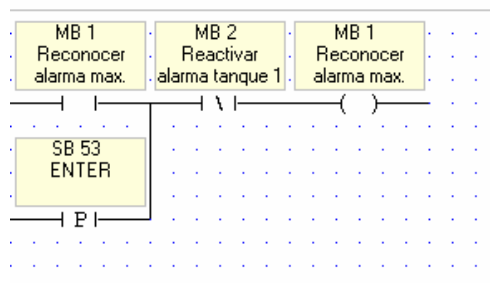 MB 1
Reconocer
alarma max.
MB 2
Reactivar
alarma tanque 1
MB 1
Reconocer
alarma max.
SB 53
ENTER
P